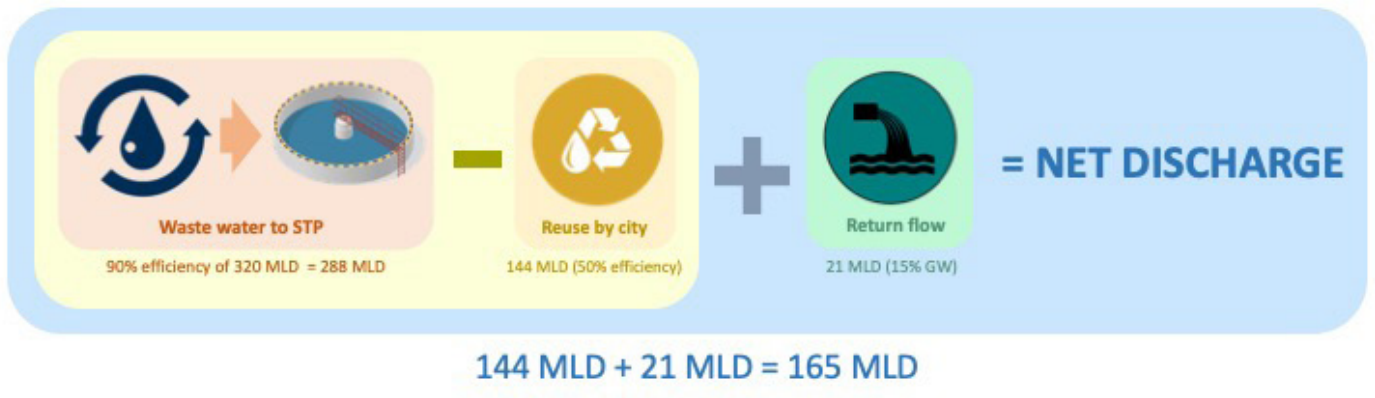 = NET DISCHARGE
Waste water to STP
Reuse by city
Return flow
90% efficiency of 320 MLD = 288 MLD
144 MLD (50% efficiency)
21 MLD (15% GW)
144 MLD + 21 MLD = 165 MLD